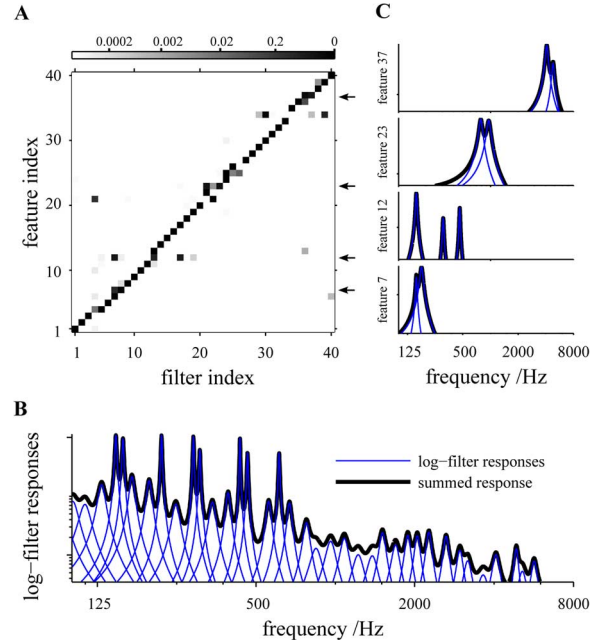 A
0.0002 0.002 0.02 0.2 0
40
30
20
10
1
feature index
1 10 20 30 40
filter index
C
feature 37
feature 23
feature 12
feature 7
125 500 2000 8000
frequency /Hz
B
log−filter responses
log−filter responses
summed response
125 500 2000 8000
frequency /Hz